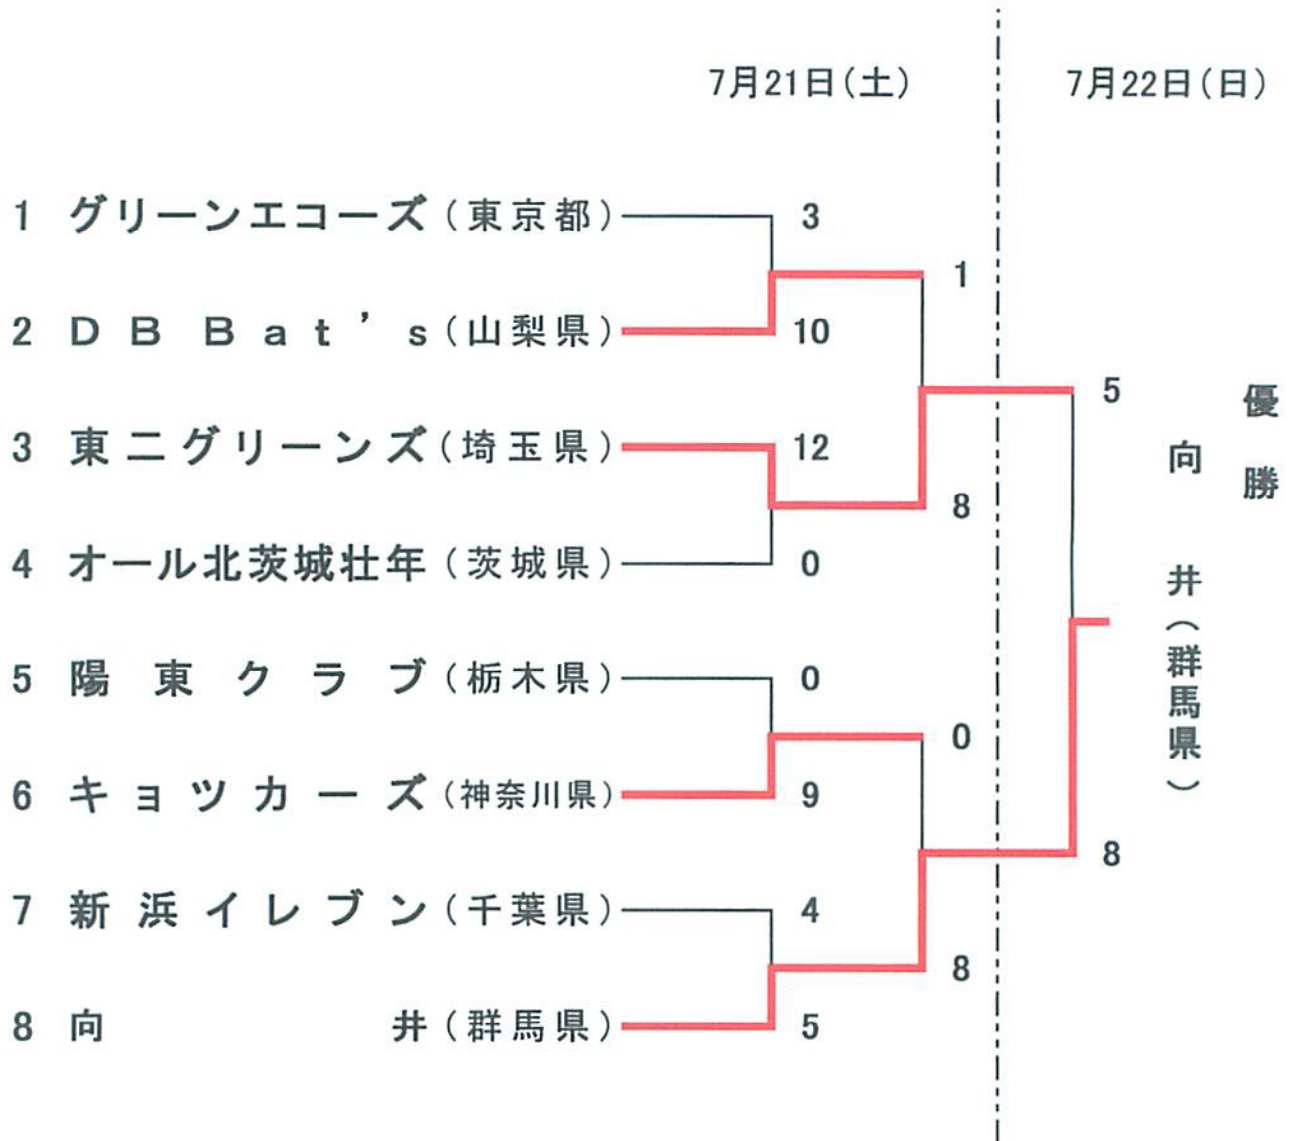 7月21日(土) 7月22日(日)
1 グリーンエコーズ(東京都) 3
1
2 DB Bat's(山梨県) 10
5
3 東二グリーンズ(埼玉県) 12
8
4 オール北茨城壮年(茨城県) 0
優勝
向井(群馬県)
5 陽東クラブ(栃木県) 0
0
6 キョツカーズ(神奈川県) 9
8
7 新浜イレブン(千葉県) 4
8
8 向井(群馬県) 5